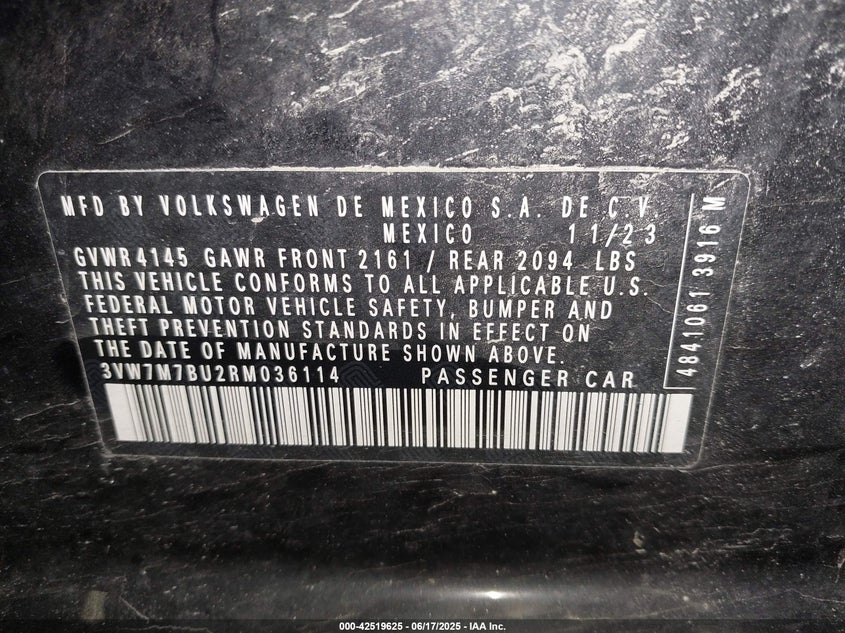 MFD BY VOLKSWAGEN DE MEXICO S.A. DE C.V.
MEXICO 11/23
GVWR4145 GAWR FRONT 2161 / REAR 2094 LBS
THIS VEHICLE CONFORMS TO ALL APPLICABLE U.S.
FEDERAL MOTOR VEHICLE SAFETY, BUMPER AND
THEFT PREVENTION STANDARDS IN EFFECT ON
THE DATE OF MANUFACTURE SHOWN ABOVE.
3VW7M7BU2RM036114 PASSENGER CAR
4841061 3916 M
000-42519625 - 06/17/2025 - IAA Inc.